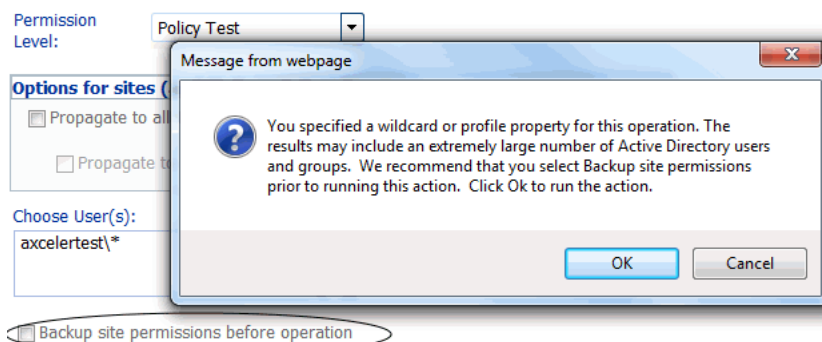 Permission
Level:
Policy Test
Message from webpage
Options for sites (
Propagate to all
Propagate to
You specified a wildcard or profile property for this operation. The
results may include an extremely large number of Active Directory users
and groups. We recommend that you select Backup site permissions
prior to running this action. Click Ok to run the action.
Choose User(s):
axcelertest\*
OK
Cancel
Backup site permissions before operation